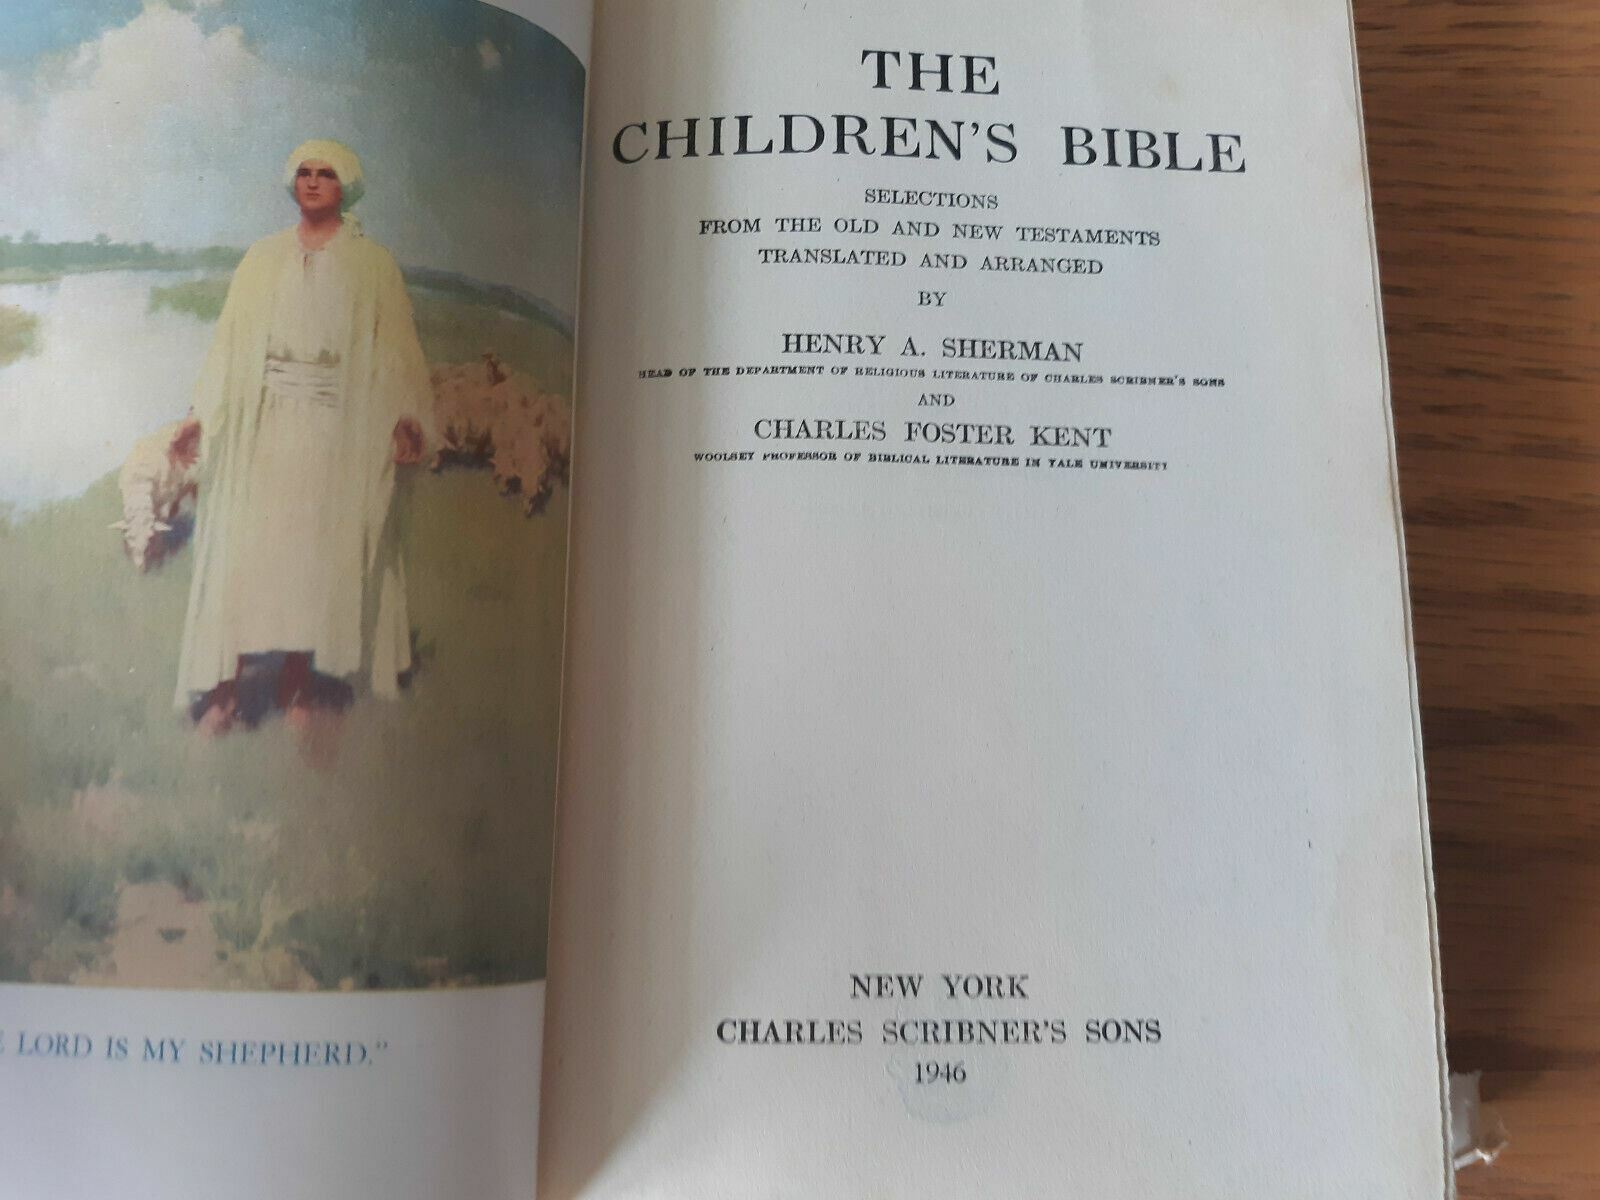 LORD IS MY SHEPHERD."
THE
CHILDREN'S BIBLE
SELECTIONS
FROM THE OLD AND NEW TESTAMENTS
TRANSLATED AND ARRANGED
BY
HENRY A. SHERMAN
HEAD OF THE DEPARTMENT OF RELIGIOUS LITERATURE OF CHARLES SCRIBNER'S SONS
AND
CHARLES FOSTER KENT
WOOLSEY PROFESSOR OF BIBLICAL LITERATURE IN YALE UNIVERSITY
NEW YORK
CHARLES SCRIBNER'S SONS
1946